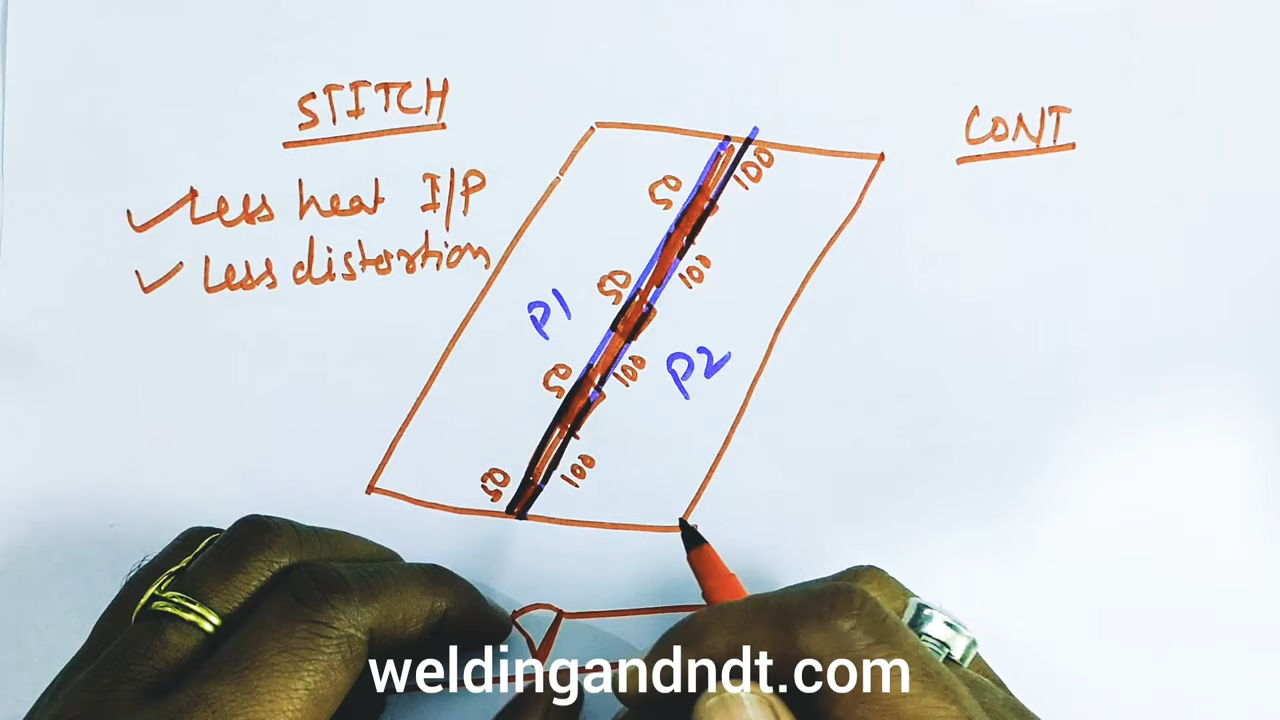 STITCH
CONT
Less heat I/P
Less distortion
50
100
50
100
P1
P2
50
100
50
100
weldingandndt.com